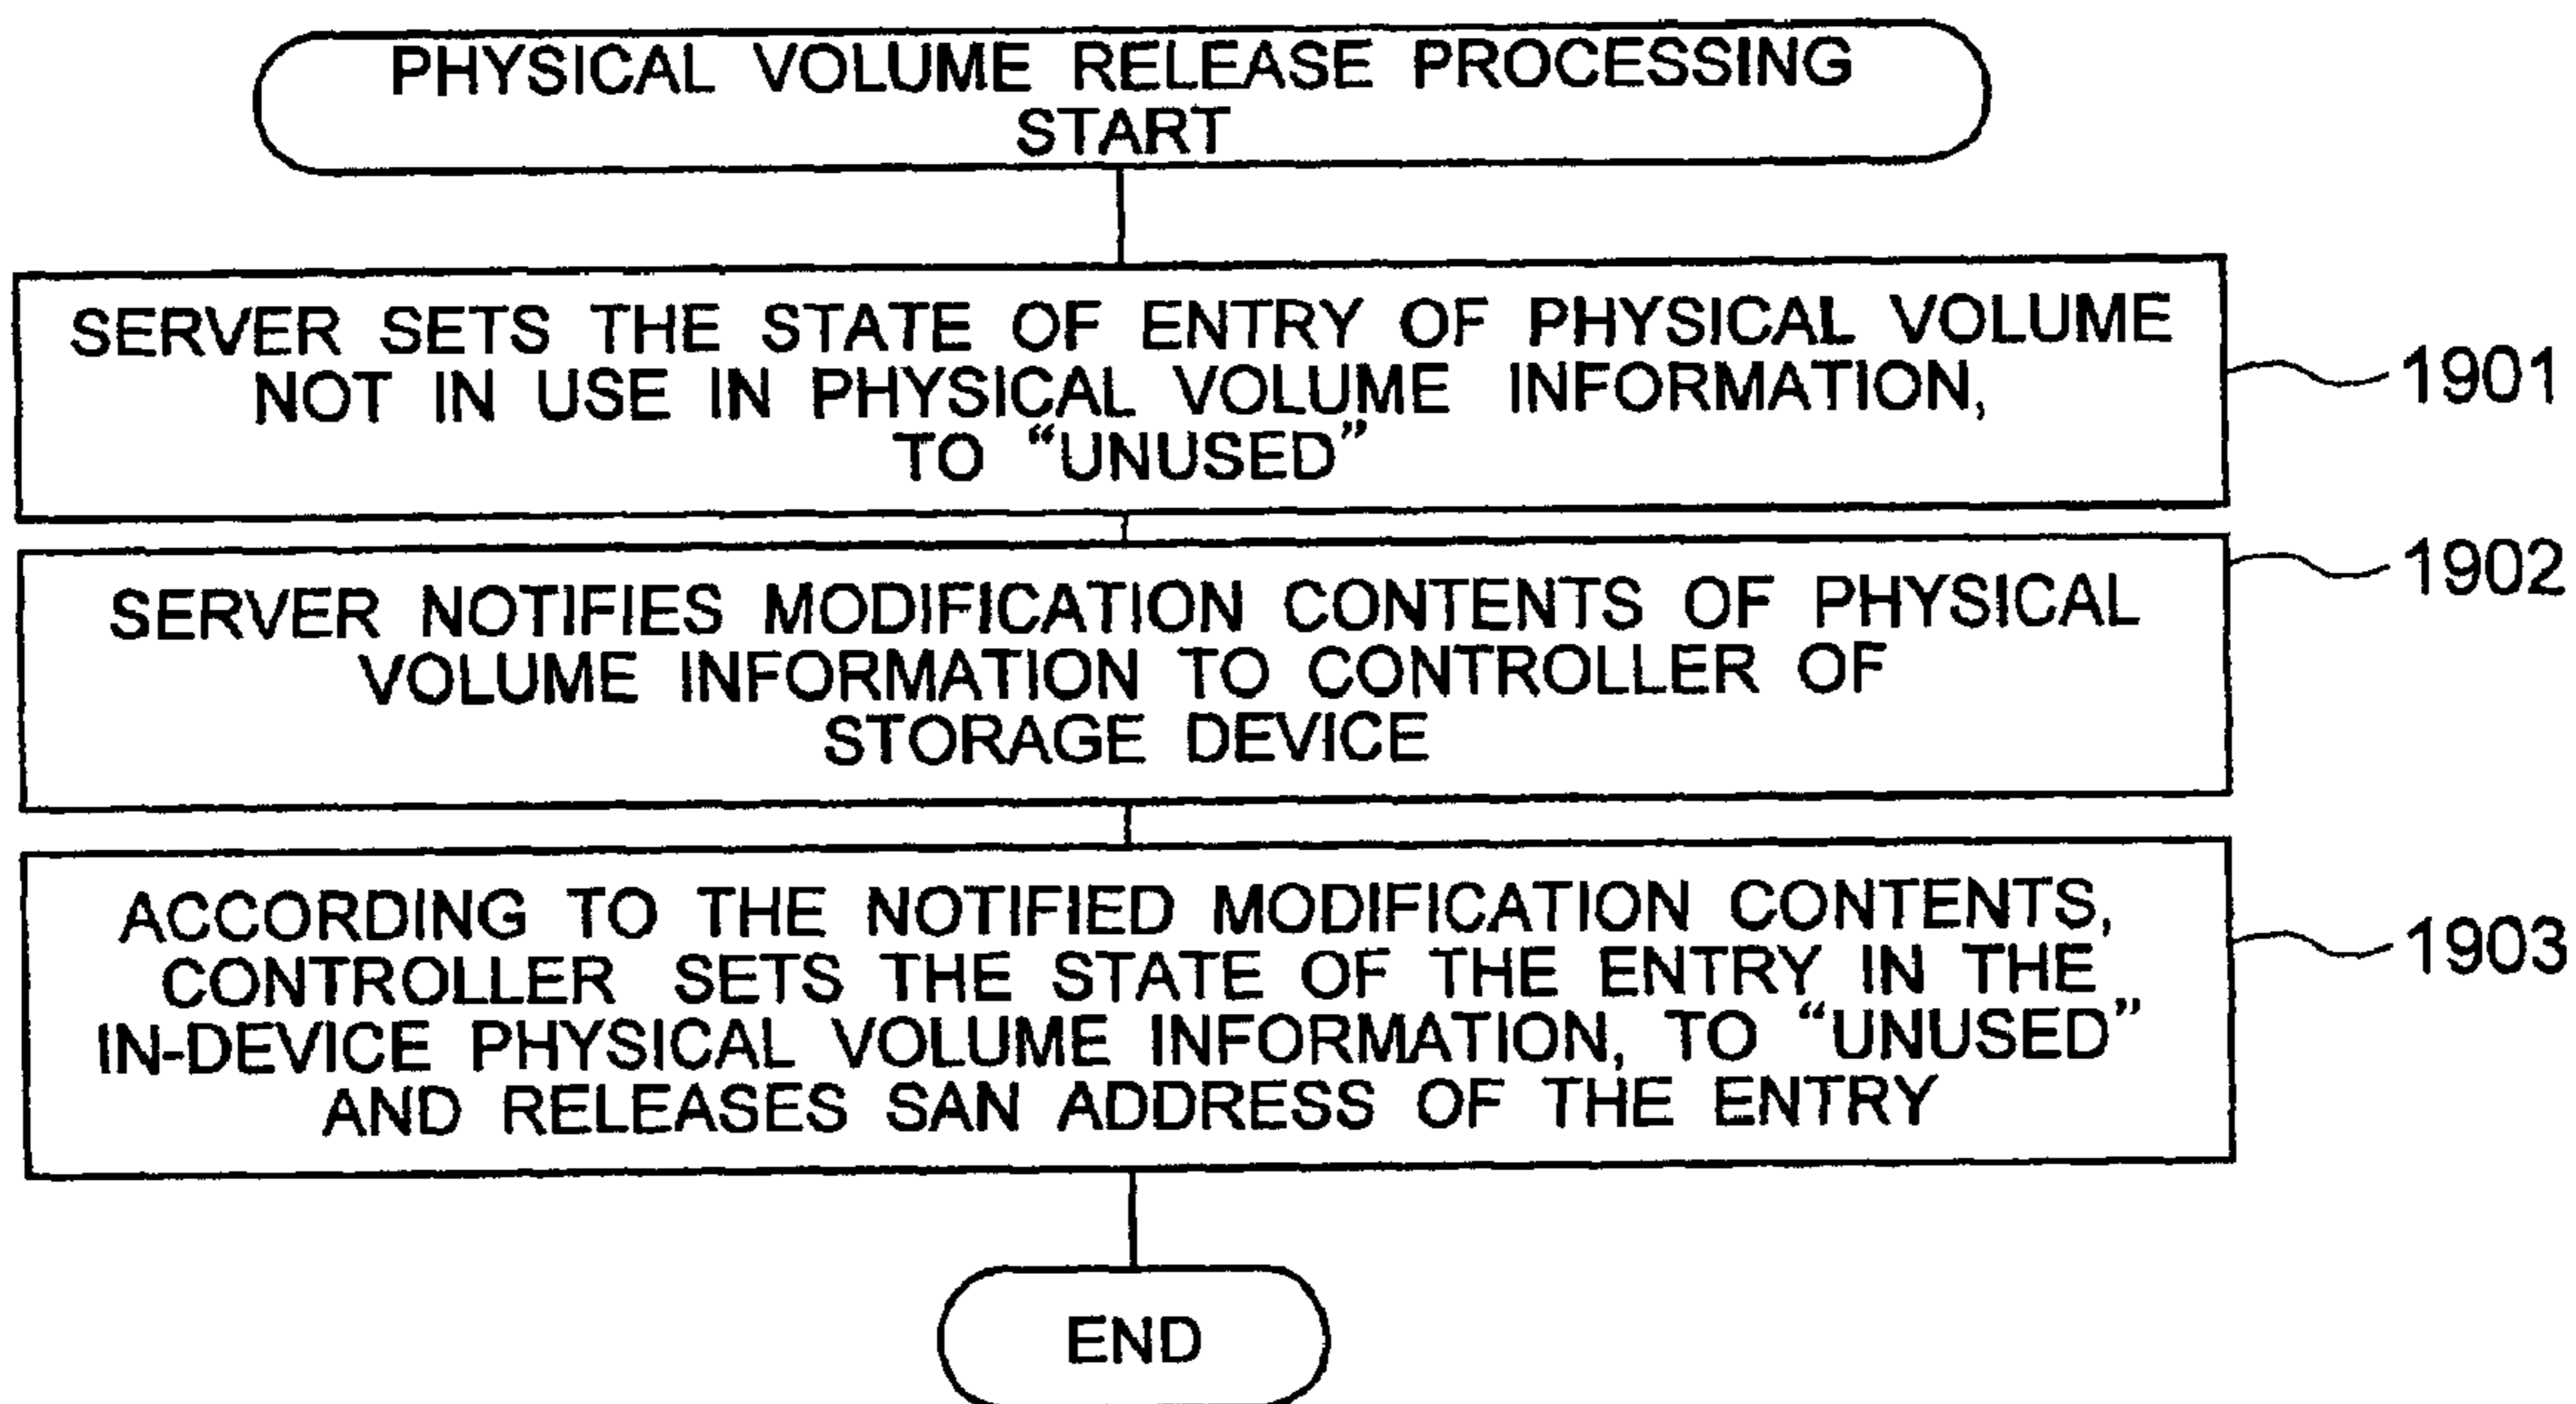 PHYSICAL VOLUME RELEASE PROCESSING
START
SERVER SETS THE STATE OF ENTRY OF PHYSICAL VOLUME
NOT IN USE IN PHYSICAL VOLUME INFORMATION,
TO “UNUSED”
1901
SERVER NOTIFIES MODIFICATION CONTENTS OF PHYSICAL
VOLUME INFORMATION TO CONTROLLER OF
STORAGE DEVICE
1902
ACCORDING TO THE NOTIFIED MODIFICATION CONTENTS,
CONTROLLER SETS THE STATE OF THE ENTRY IN THE
IN-DEVICE PHYSICAL VOLUME INFORMATION, TO “UNUSED”
AND RELEASES SAN ADDRESS OF THE ENTRY
1903
END